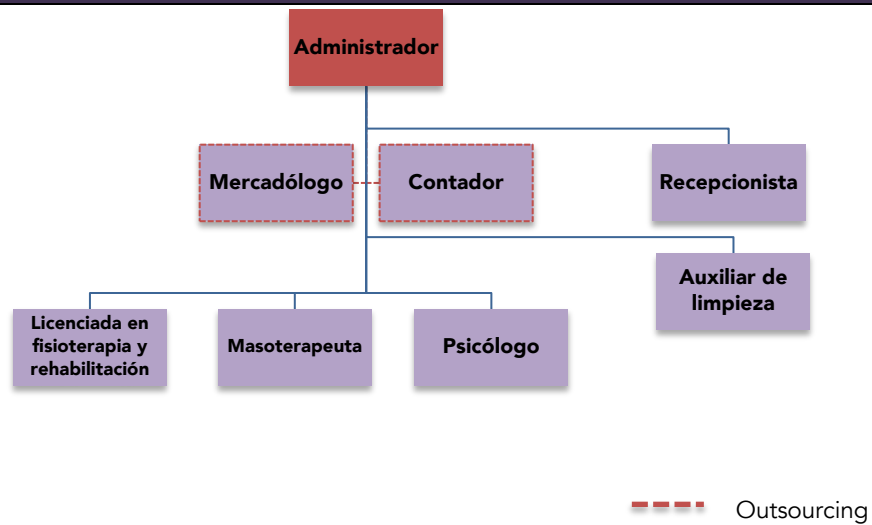 Administrador
Mercadólogo
Contador
Recepcionista
Auxiliar de
limpieza
Licenciada en
fisioterapia y
rehabilitación
Masoterapeuta
Psicólogo
Outsourcing